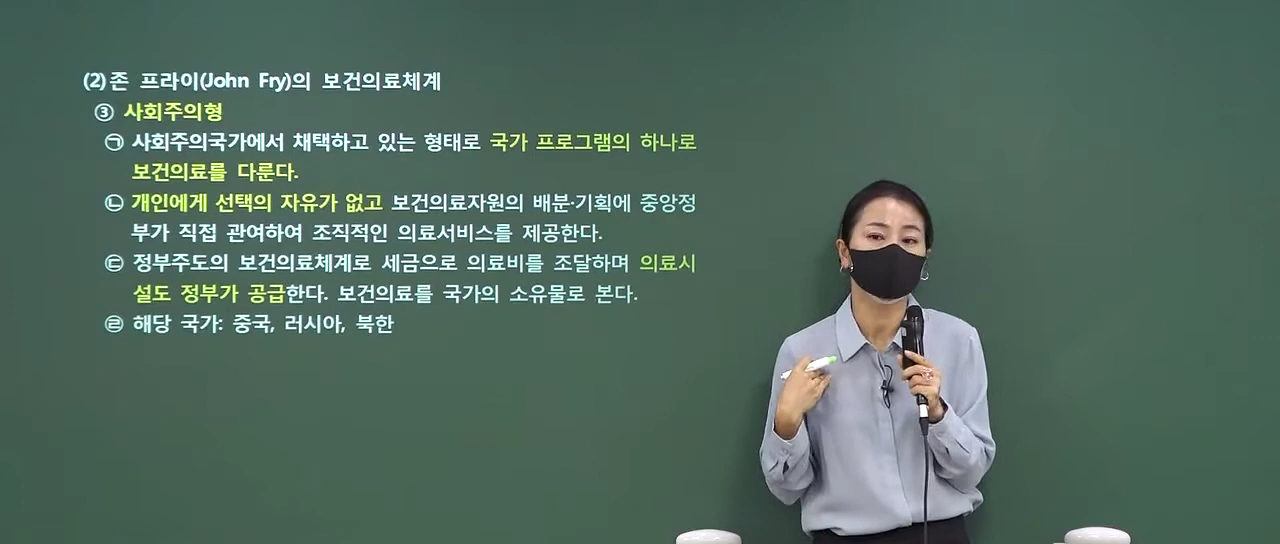 (2) 존 프라이(John Fry)의 보건의료체계
③ 사회주의형
㉠ 사회주의국가에서 채택하고 있는 형태로 국가 프로그램의 하나로
보건의료를 다룬다.
㉡ 개인에게 선택의 자유가 없고 보건의료자원의 배분·기획에 중앙정
부가 직접 관여하여 조직적인 의료서비스를 제공한다.
㉢ 정부주도의 보건의료체계로 세금으로 의료비를 조달하며 의료시
설도 정부가 공급한다. 보건의료를 국가의 소유물로 본다.
㉣ 해당 국가: 중국, 러시아, 북한